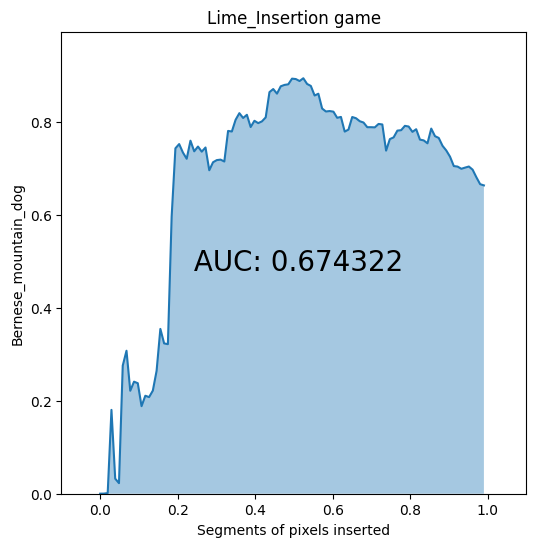 Lime_Insertion game
Bernese_mountain_dog
0.8
0.6
0.4
0.2
0.0
AUC: 0.674322
0.0 0.2 0.4 0.6 0.8 1.0
Segments of pixels inserted